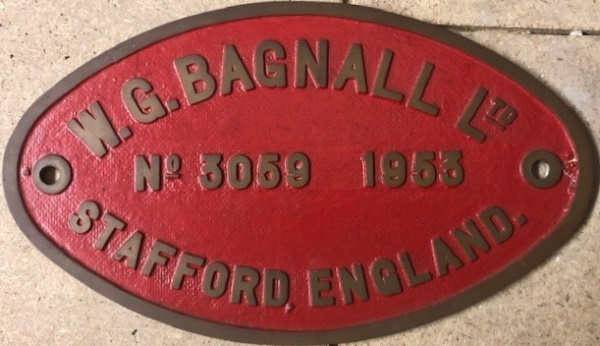 W. G. BAGNALL LTD
No 3059 1953
STAFFORD, ENGLAND.